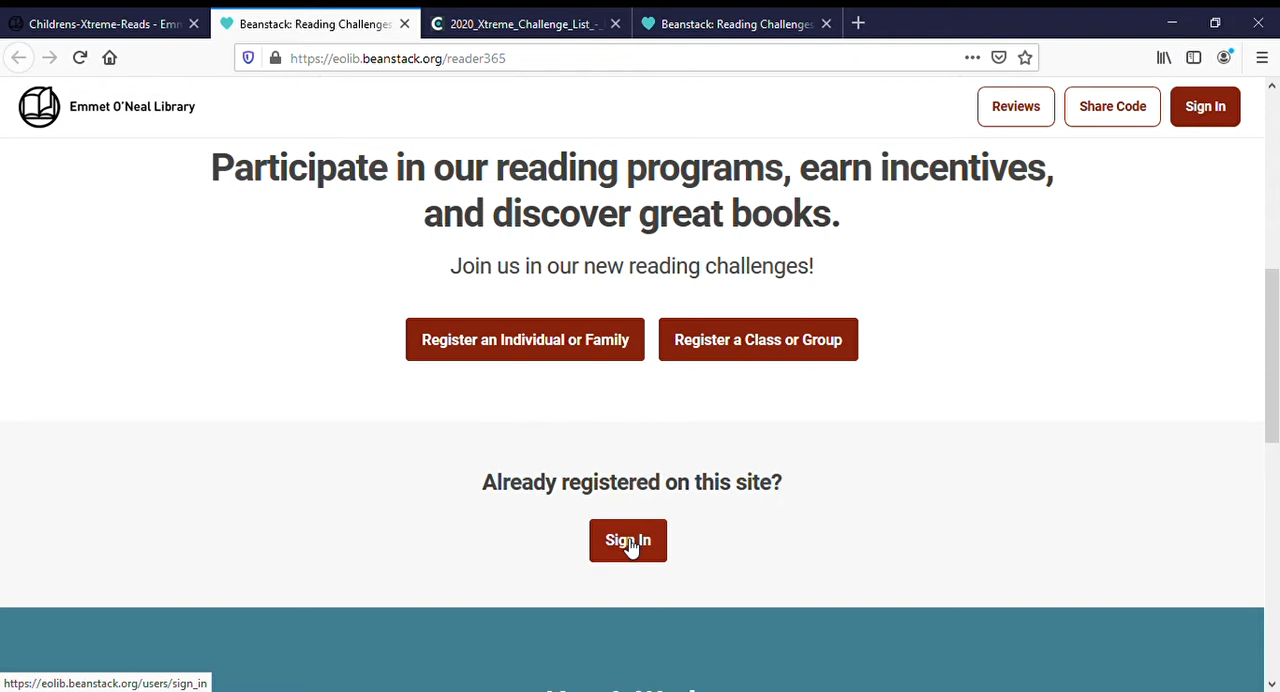 Childrens-Xtreme-Reads - Emm
Beanstack: Reading Challenges
2020_Xtreme_Challenge_List_-_
Beanstack: Reading Challenges
https://eolib.beanstack.org/reader365
Emmet O'Neal Library
Reviews
Share Code
Sign In
Participate in our reading programs, earn incentives,
and discover great books.
Join us in our new reading challenges!
Register an Individual or Family
Register a Class or Group
Already registered on this site?
Sign In
https://eolib.beanstack.org/users/sign_in